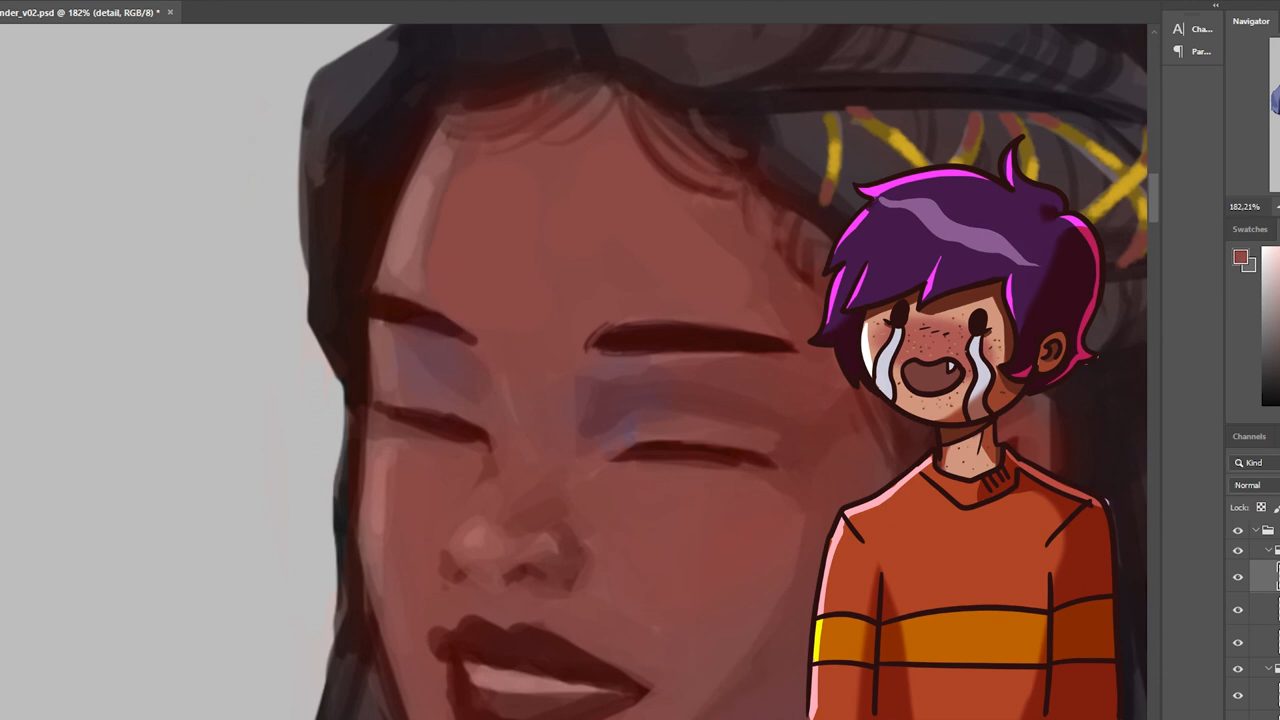 nder_v02.psd @ 182% (detail, RGB/8) * ×
A| Cha...
¶ Par...
Navigator
182,21%
Swatches
Channels
Kind
Normal
Lock: